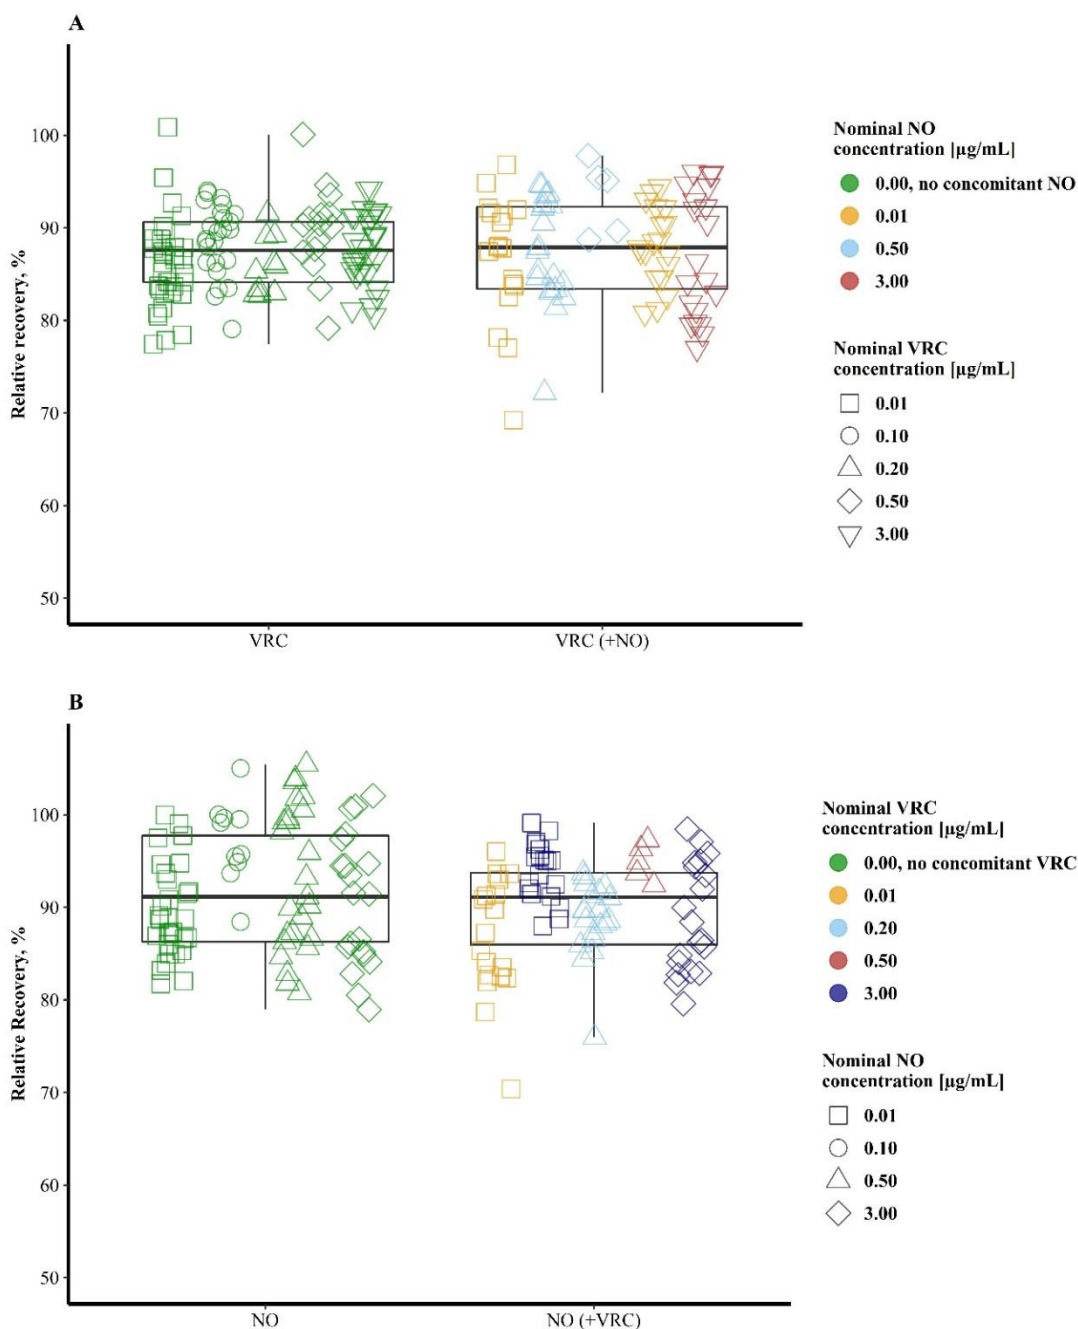 A
Relative recovery, %
100
90
80
70
60
50
VRC
VRC (+NO)
Nominal NO
concentration [µg/mL]
0.00, no concomitant NO
0.01
0.50
3.00
Nominal VRC
concentration [µg/mL]
0.01
0.10
0.20
0.50
3.00
B
Relative Recovery, %
100
90
80
70
60
50
NO
NO (+VRC)
Nominal VRC
concentration [µg/mL]
0.00, no concomitant VRC
0.01
0.20
0.50
3.00
Nominal NO
concentration [µg/mL]
0.01
0.10
0.50
3.00